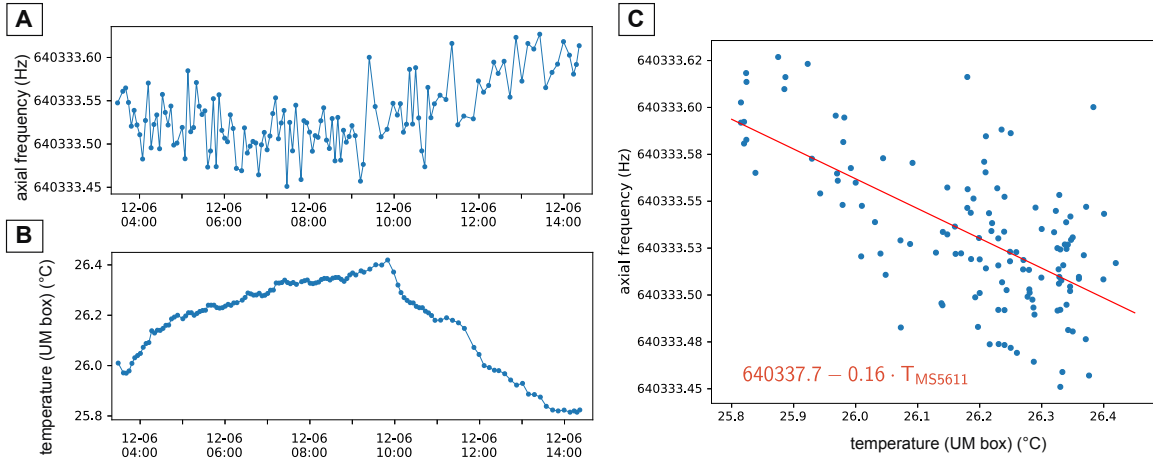 A
axial frequency (Hz)
640333.60
640333.55
640333.50
640333.45
12-06 12-06 12-06 12-06 12-06 12-06
04:00 06:00 08:00 10:00 12:00 14:00
B
temperature (UM box) (°C)
26.4
26.2
26.0
25.8
12-06 12-06 12-06 12-06 12-06 12-06
04:00 06:00 08:00 10:00 12:00 14:00
C
axial frequency (Hz)
640333.62
640333.60
640333.58
640333.55
640333.53
640333.50
640333.48
640333.45
640337.7 − 0.16 · T_MS5611
25.8 25.9 26.0 26.1 26.2 26.3 26.4
temperature (UM box) (°C)